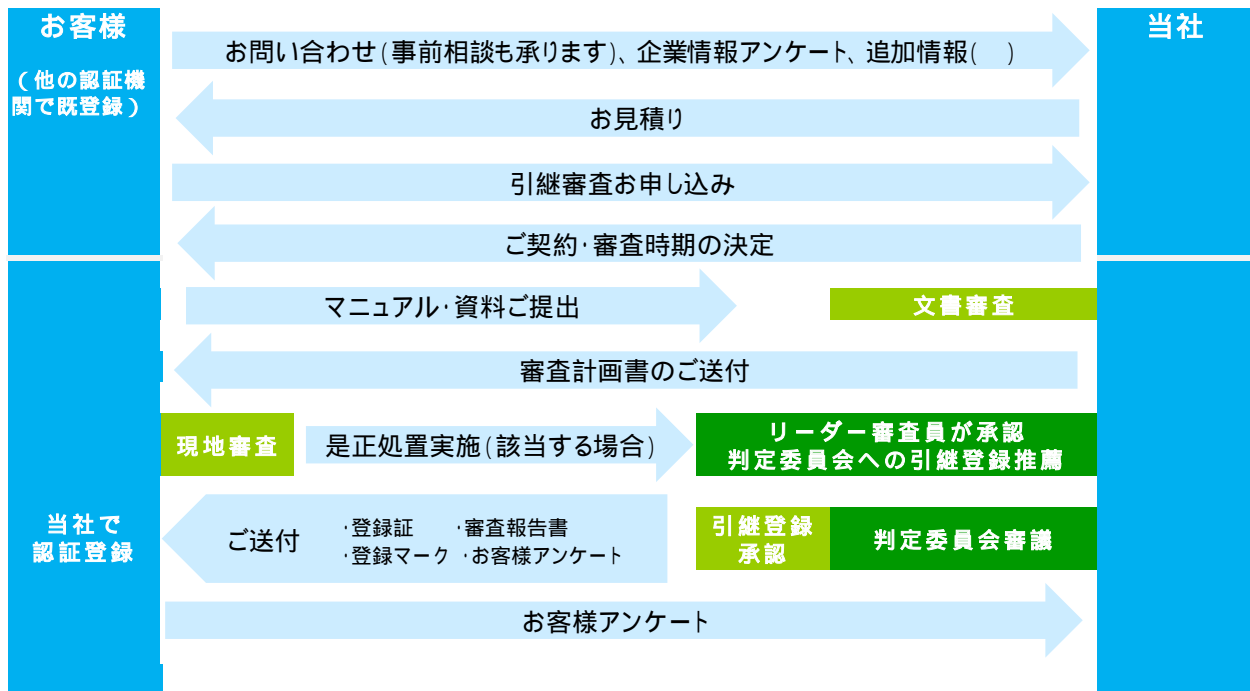 お客様
（他の認証機
関で既登録）
当社
お問い合わせ(事前相談も承ります)、企業情報アンケート、追加情報(　)
お見積り
引継審査お申し込み
ご契約・審査時期の決定
マニュアル・資料ご提出
文書審査
審査計画書のご送付
現地審査
是正処置実施(該当する場合)
リーダー審査員が承認
判定委員会への引継登録推薦
当社で
認証登録
ご送付
・登録証　・審査報告書
・登録マーク　・お客様アンケート
引継登録
承認
判定委員会審議
お客様アンケート